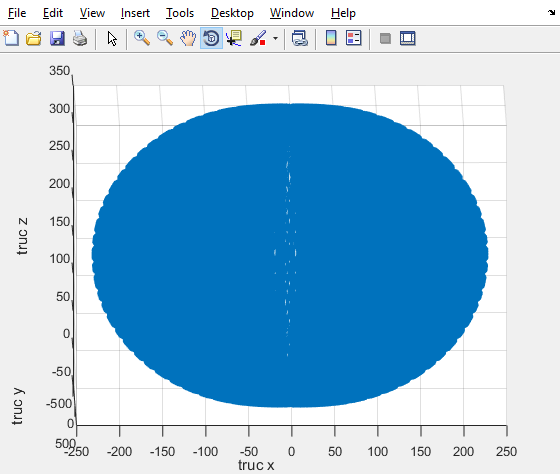 File Edit View Insert Tools Desktop Window Help
350
300
250
200
150
100
50
0
-50
-500
0
500
truc z
truc y
-250 -200 -150 -100 -50 0 50 100 150 200 250
truc x